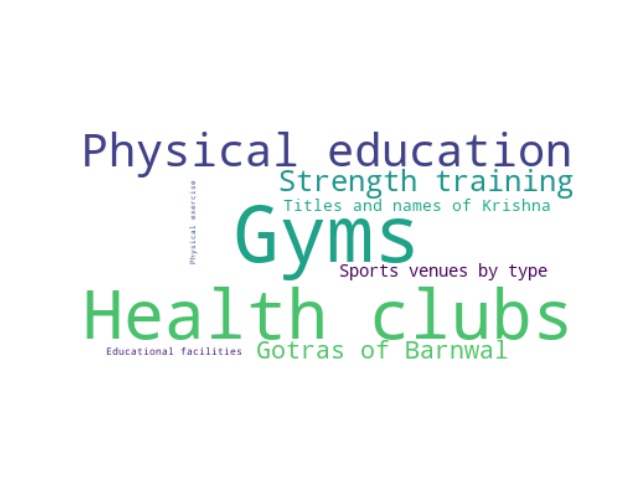 Physical education
Strength training
Physical exercise
Titles and names of Krishna
Gyms
Sports venues by type
Health clubs
Educational facilities
Gotras of Barnwal